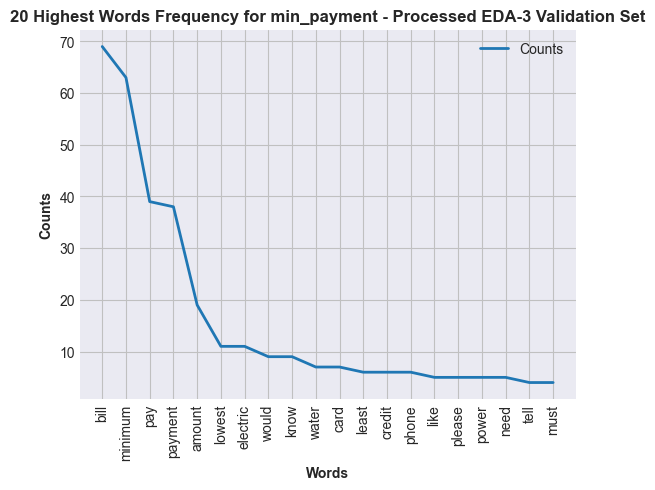 20 Highest Words Frequency for min_payment - Processed EDA-3 Validation Set
70
60
50
40
30
20
10
Counts
Counts
bill
minimum
pay
payment
amount
lowest
electric
would
know
water
card
least
credit
phone
like
please
power
need
tell
must
Words